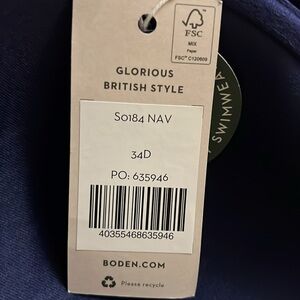 FSC
MIX
Paper
FSC® C120609
GLORIOUS
BRITISH STYLE
SWIMWEA
S0184 NAV
34D
PO: 635946
40355468635946
BODEN.COM
Please recycle